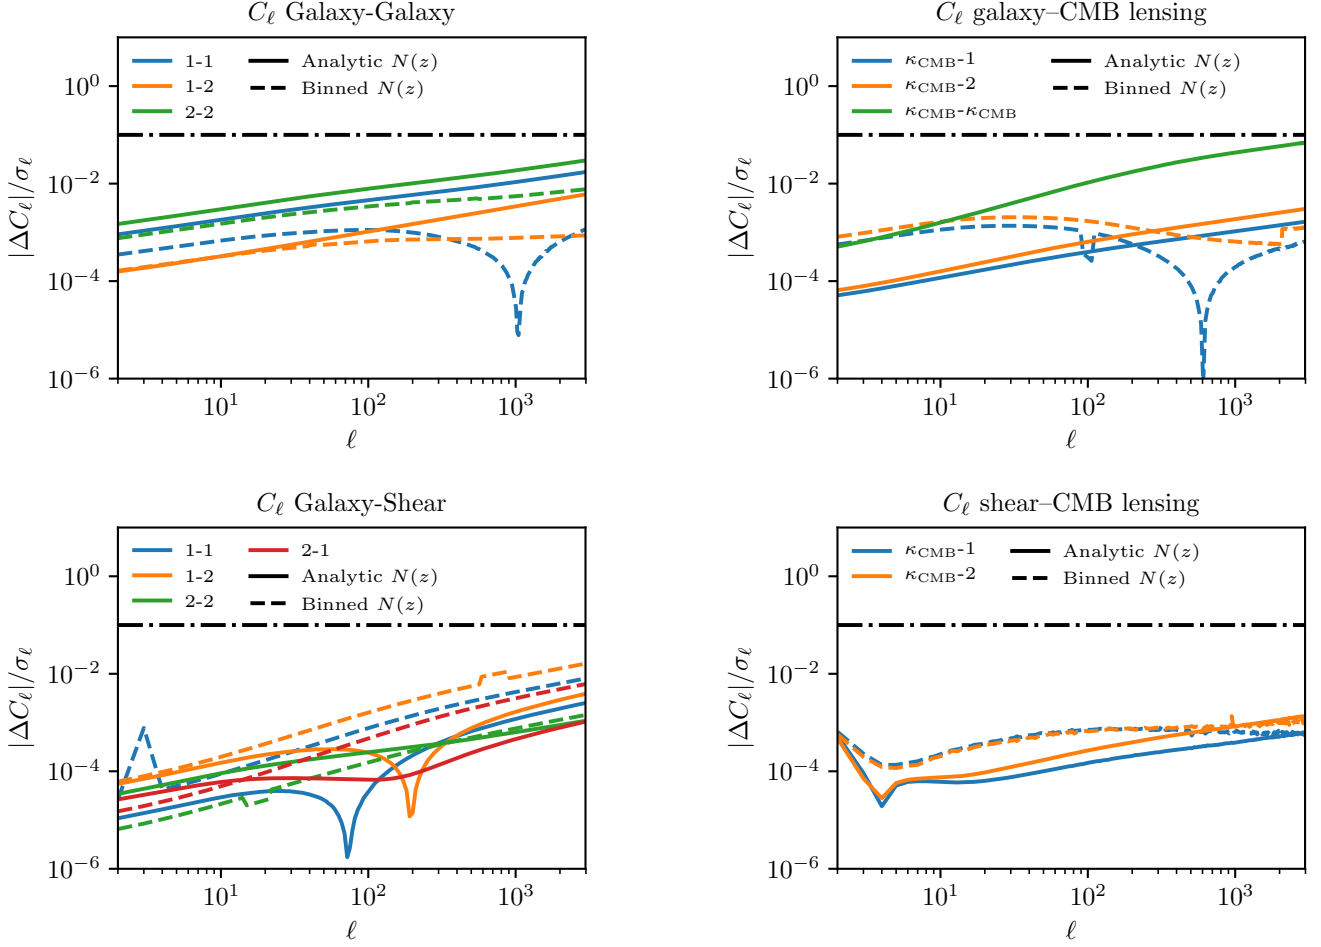 C_ℓ Galaxy-Galaxy
1-1
1-2
2-2
Analytic N(z)
Binned N(z)
10^0
10^−2
10^−4
10^−6
|ΔC_ℓ|/σ_ℓ
10^1
10^2
10^3
ℓ
C_ℓ galaxy–CMB lensing
κ_CMB-1
κ_CMB-2
κ_CMB-κ_CMB
Analytic N(z)
Binned N(z)
10^0
10^−2
10^−4
10^−6
|ΔC_ℓ|/σ_ℓ
10^1
10^2
10^3
ℓ
C_ℓ Galaxy-Shear
1-1
1-2
2-2
2-1
Analytic N(z)
Binned N(z)
10^0
10^−2
10^−4
10^−6
|ΔC_ℓ|/σ_ℓ
10^1
10^2
10^3
ℓ
C_ℓ shear–CMB lensing
κ_CMB-1
κ_CMB-2
Analytic N(z)
Binned N(z)
10^0
10^−2
10^−4
10^−6
|ΔC_ℓ|/σ_ℓ
10^1
10^2
10^3
ℓ